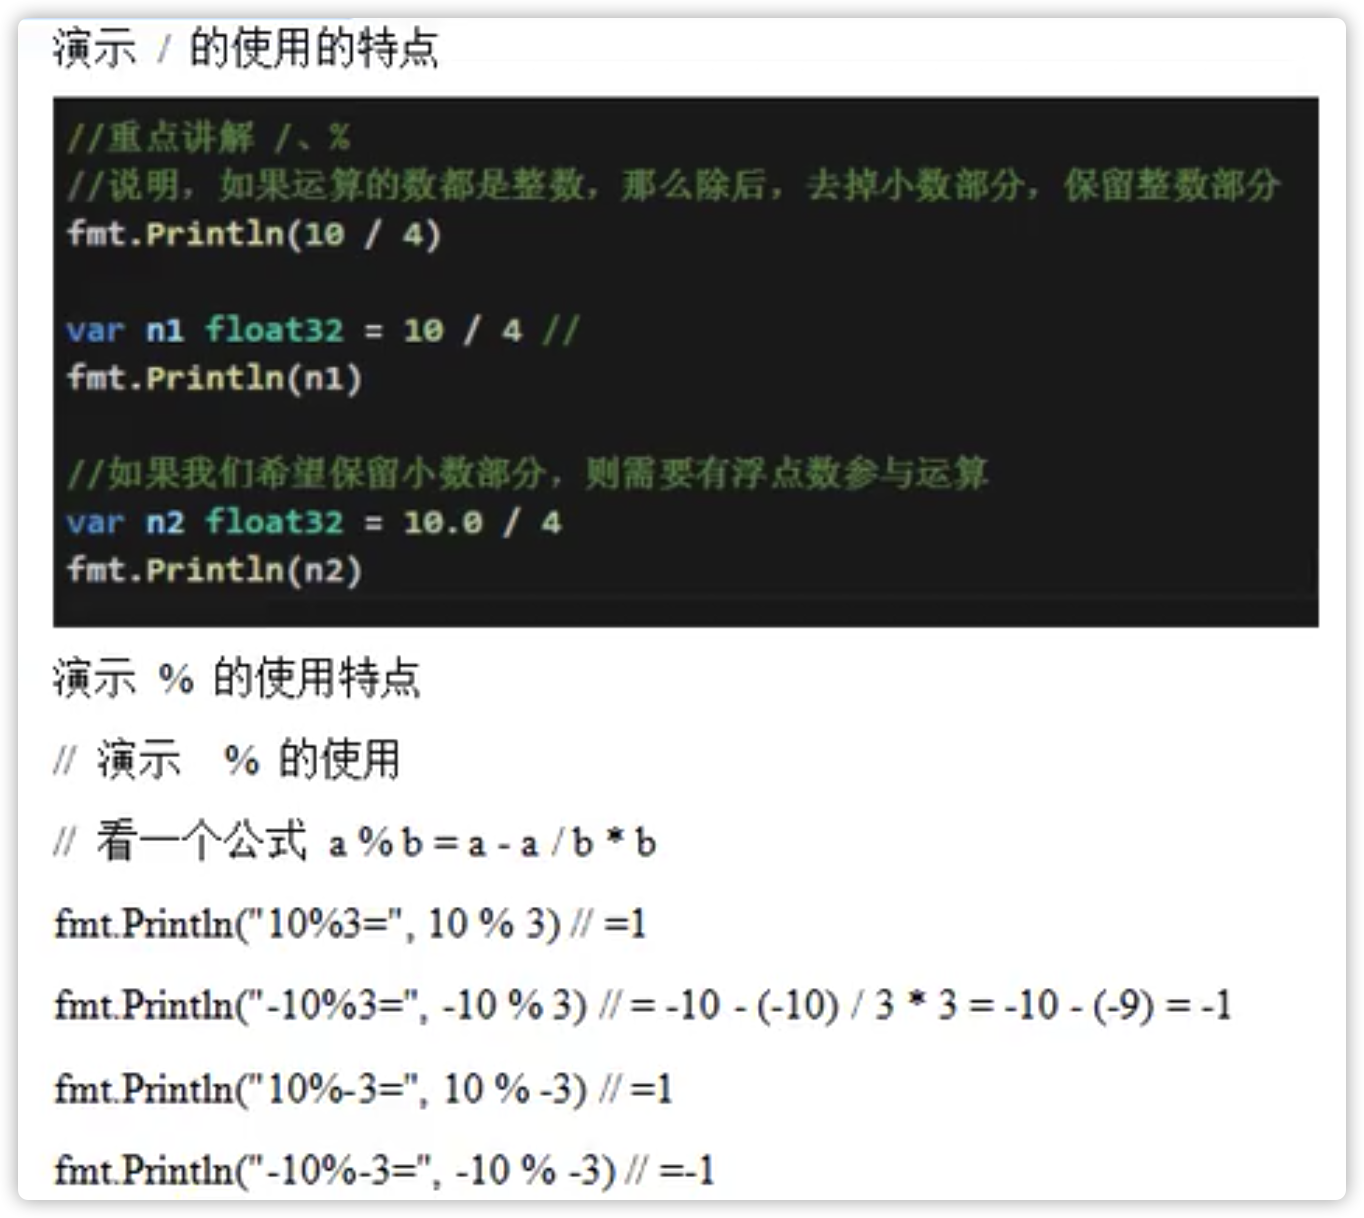 演示 / 的使用的特点
//重点讲解 /、%
//说明，如果运算的数都是整数，那么除后，去掉小数部分，保留整数部分
fmt.Println(10 / 4)
var n1 float32 = 10 / 4 //
fmt.Println(n1)
//如果我们希望保留小数部分，则需要有浮点数参与运算
var n2 float32 = 10.0 / 4
fmt.Println(n2)
演示 % 的使用特点
// 演示 % 的使用
// 看一个公式 a % b = a - a / b * b
fmt.Println("10%3=", 10 % 3) // =1
fmt.Println("-10%3=", -10 % 3) // = -10 - (-10) / 3 * 3 = -10 - (-9) = -1
fmt.Println("10%-3=", 10 % -3) // =1
fmt.Println("-10%-3=", -10 % -3) // =-1